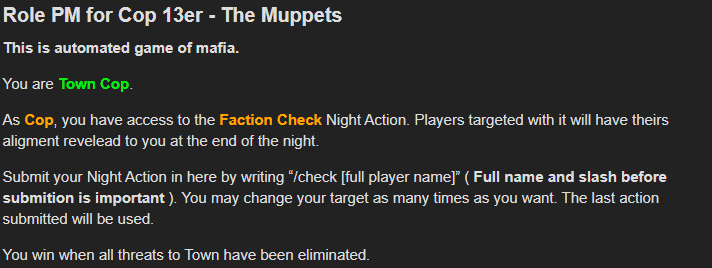 Role PM for Cop 13er - The Muppets
This is automated game of mafia.
You are Town Cop.
As Cop, you have access to the Faction Check Night Action. Players targeted with it will have theirs
aligment revelead to you at the end of the night.
Submit your Night Action in here by writing “/check [full player name]” ( Full name and slash before
submition is important ). You may change your target as many times as you want. The last action
submitted will be used.
You win when all threats to Town have been eliminated.